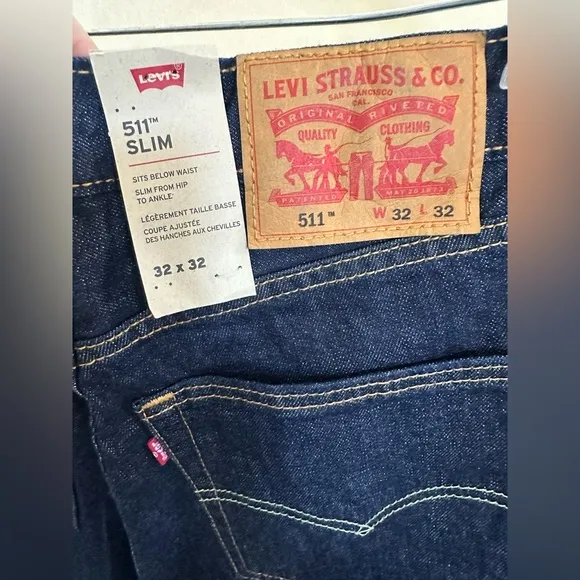 Levi's
511™
SLIM
SITS BELOW WAIST
SLIM FROM HIP
TO ANKLE
LÉGÈREMENT TAILLE BASSE
COUPE AJUSTÉE
DES HANCHES AUX CHEVILLES
32 x 32
LEVI STRAUSS & CO.
SAN FRANCISCO
CAL.
ORIGINAL RIVETED
QUALITY CLOTHING
PATENTED MAY 20 1873
511™ W 32 L 32
Levi's